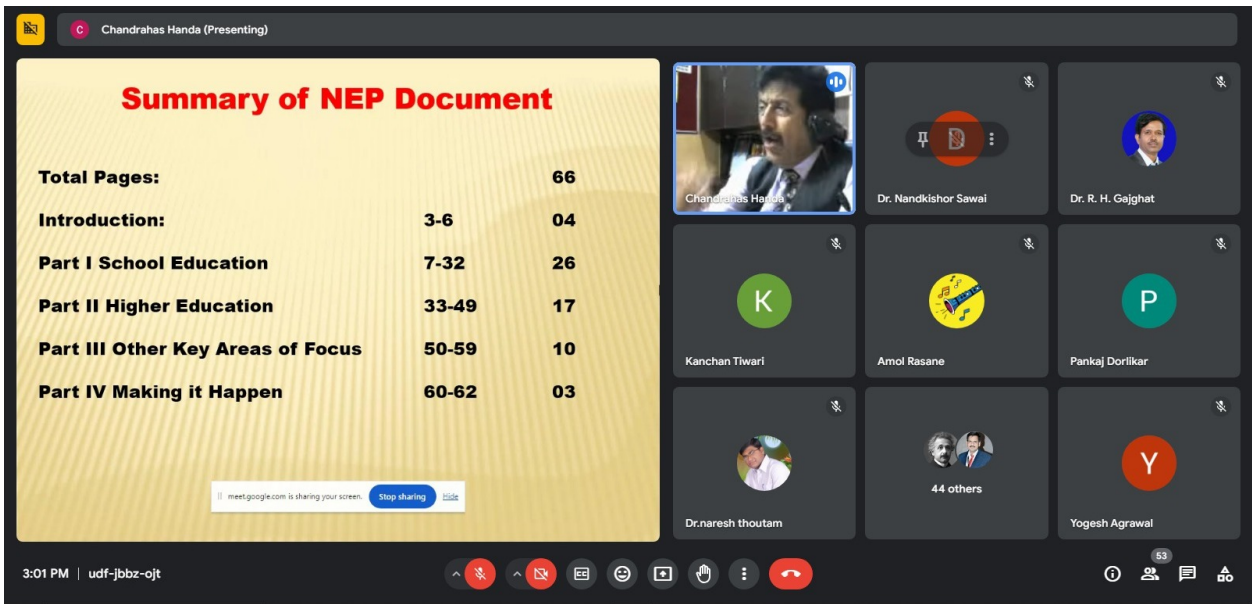 C Chandrahas Handa (Presenting)
Summary of NEP Document
Total Pages: 66
Introduction: 3-6 04
Part I School Education 7-32 26
Part II Higher Education 33-49 17
Part III Other Key Areas of Focus 50-59 10
Part IV Making it Happen 60-62 03
meet.google.com is sharing your screen. Stop sharing Hide
Chandrahas Handa
D
Dr. Nandkishor Sawai
Dr. R. H. Gajghat
K
Kanchan Tiwari
Amol Rasane
P
Pankaj Dorlikar
Dr.naresh thoutam
44 others
Y
Yogesh Agrawal
3:01 PM | udf-jbbz-ojt
CC
53